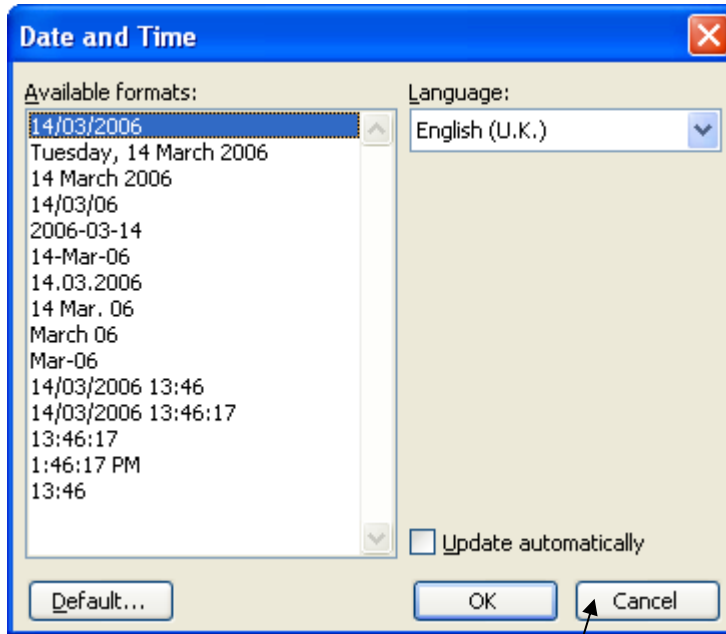 Date and Time
Available formats:
14/03/2006
Tuesday, 14 March 2006
14 March 2006
14/03/06
2006-03-14
14-Mar-06
14.03.2006
14 Mar. 06
March 06
Mar-06
14/03/2006 13:46
14/03/2006 13:46:17
13:46:17
1:46:17 PM
13:46
Language:
English (U.K.)
Update automatically
Default...
OK
Cancel